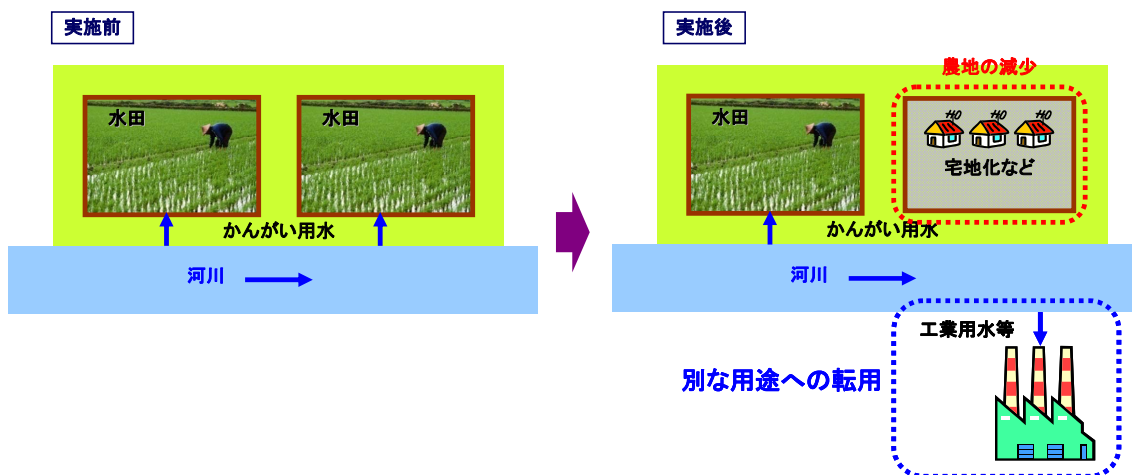 実施前
水田
水田
かんがい用水
河川
実施後
農地の減少
水田
宅地化など
かんがい用水
河川
工業用水等
別な用途への転用